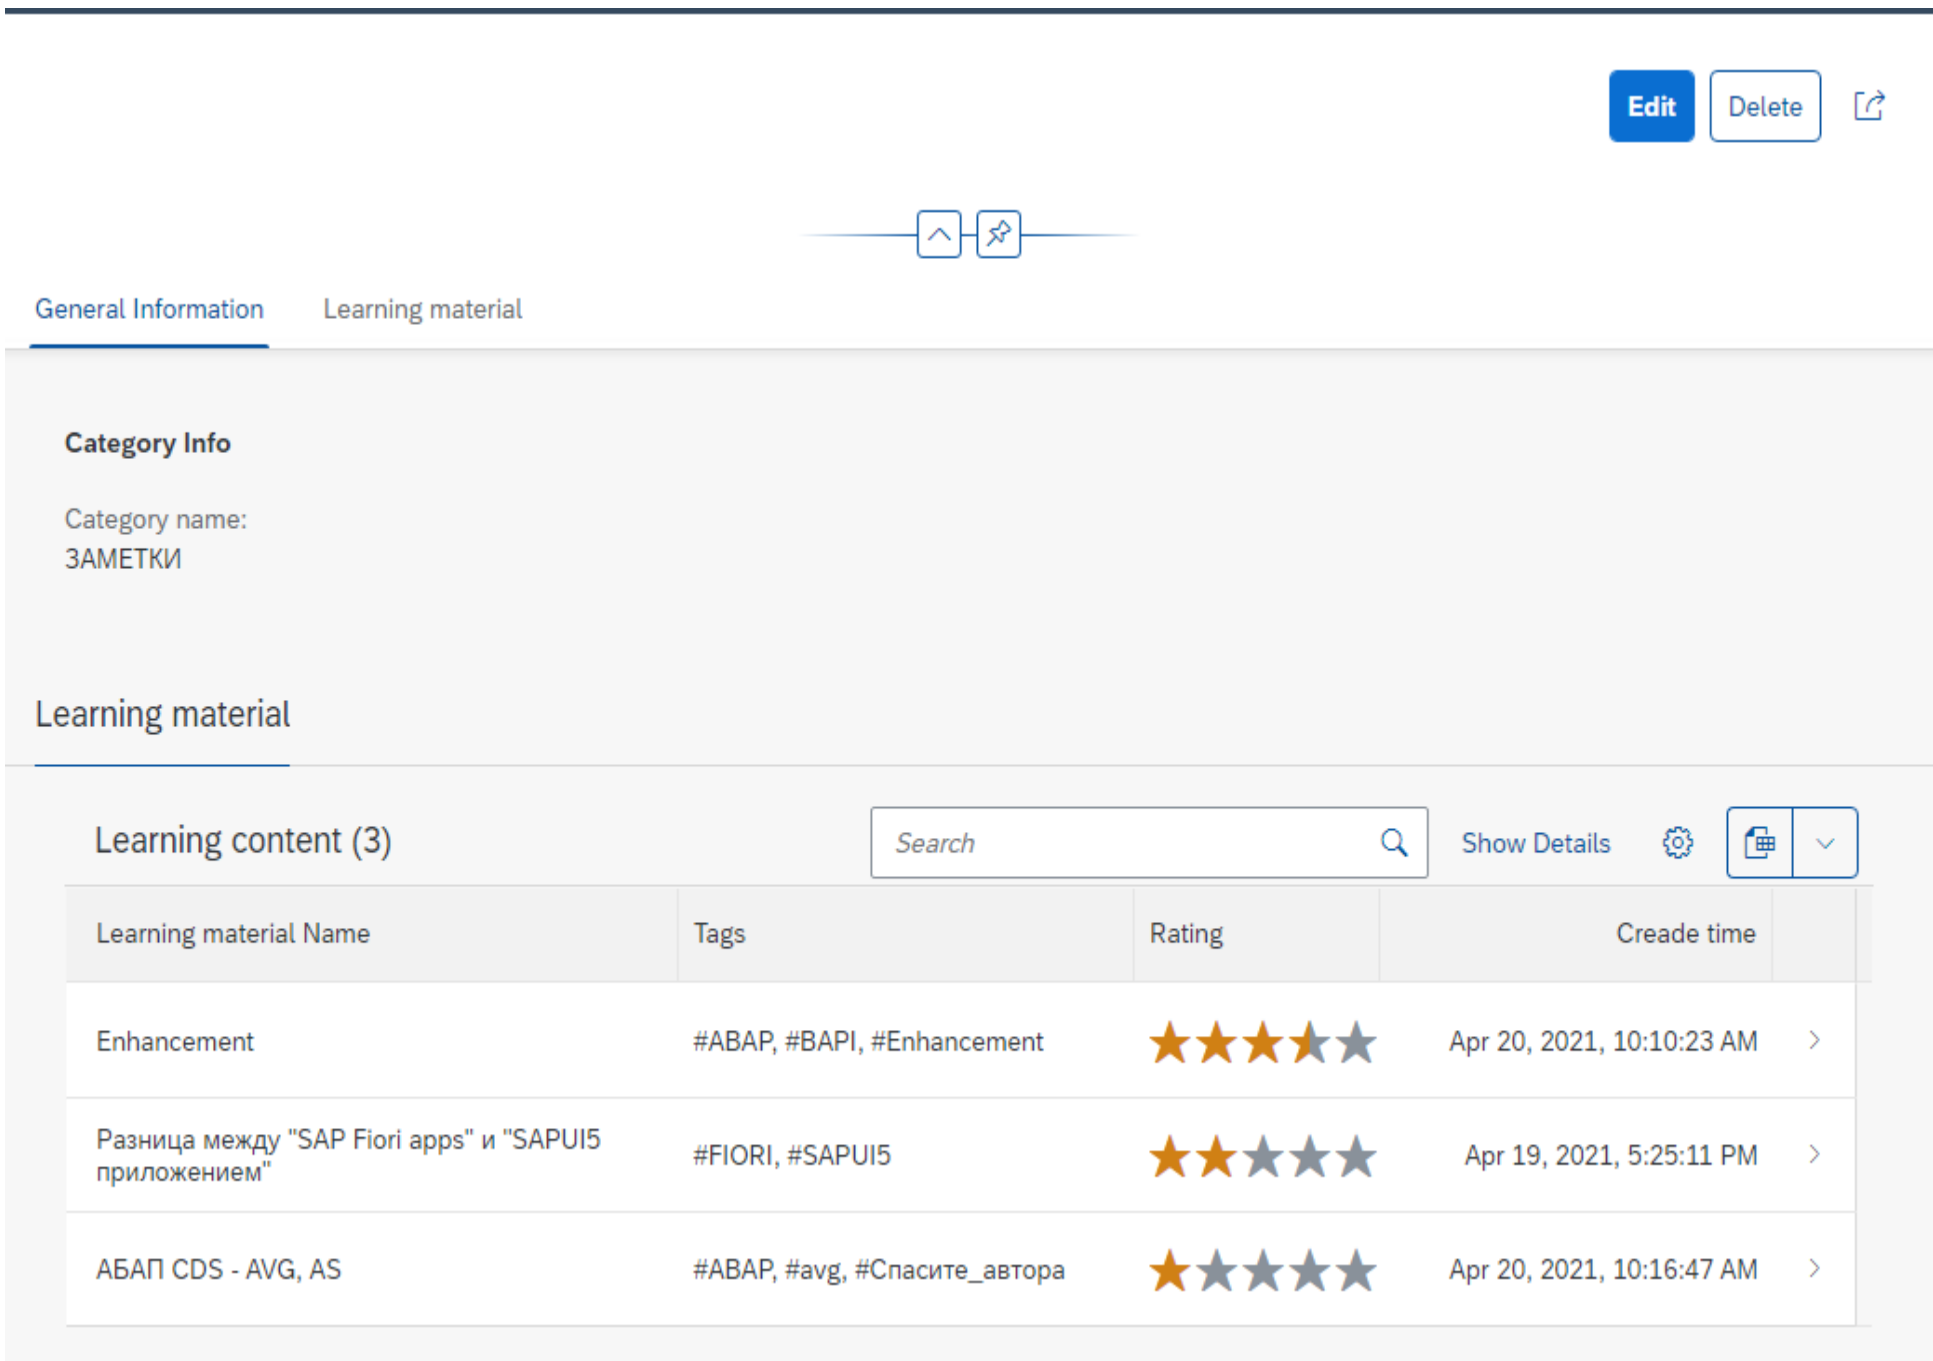 Edit Delete
General Information Learning material
Category Info
Category name:
ЗАМЕТКИ
Learning material
Learning content (3) Search Show Details
Learning material Name Tags Rating Creade time
Enhancement #ABAP, #BAPI, #Enhancement Apr 20, 2021, 10:10:23 AM
Разница между "SAP Fiori apps" и "SAPUI5
приложением" #FIORI, #SAPUI5 Apr 19, 2021, 5:25:11 PM
АБАП CDS - AVG, AS #ABAP, #avg, #Спасите_автора Apr 20, 2021, 10:16:47 AM